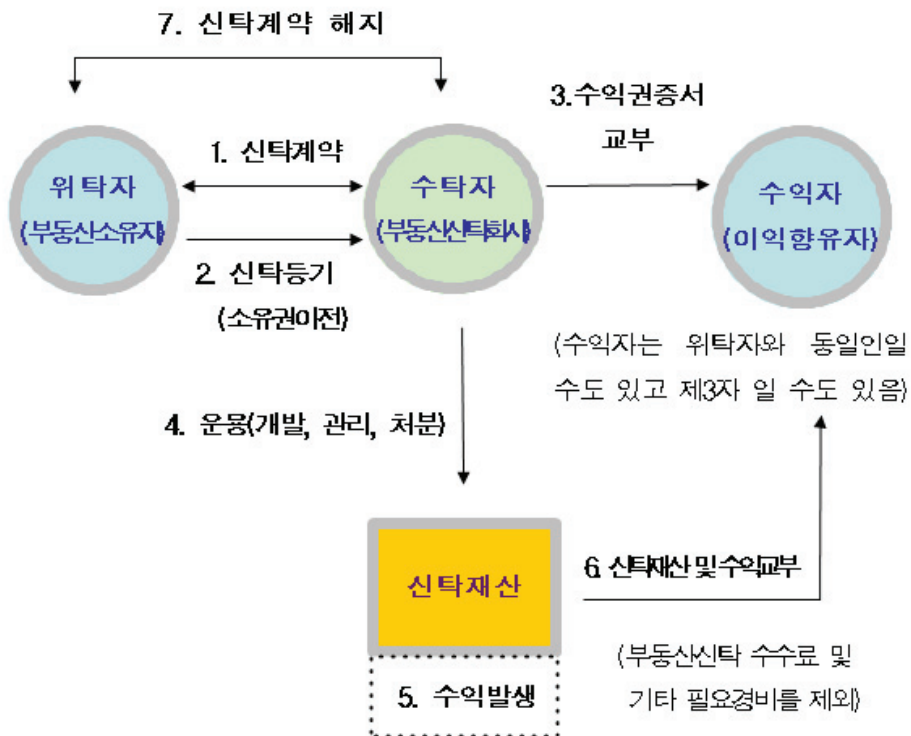 7. 신탁계약 해지
3.수익권증서
교부
1. 신탁계약
위탁자
(부동산소유자)
수탁자
(부동산신탁회사)
수익자
(이익향유자)
2. 신탁등기
(소유권이전)
(수익자는 위탁자와 동일인일
수도 있고 제3자 일 수도 있음)
4. 운용(개발, 관리, 처분)
신탁재산
6. 신탁재산 및 수익교부
5. 수익발생
(부동산신탁 수수료 및
기타 필요경비를 제외)